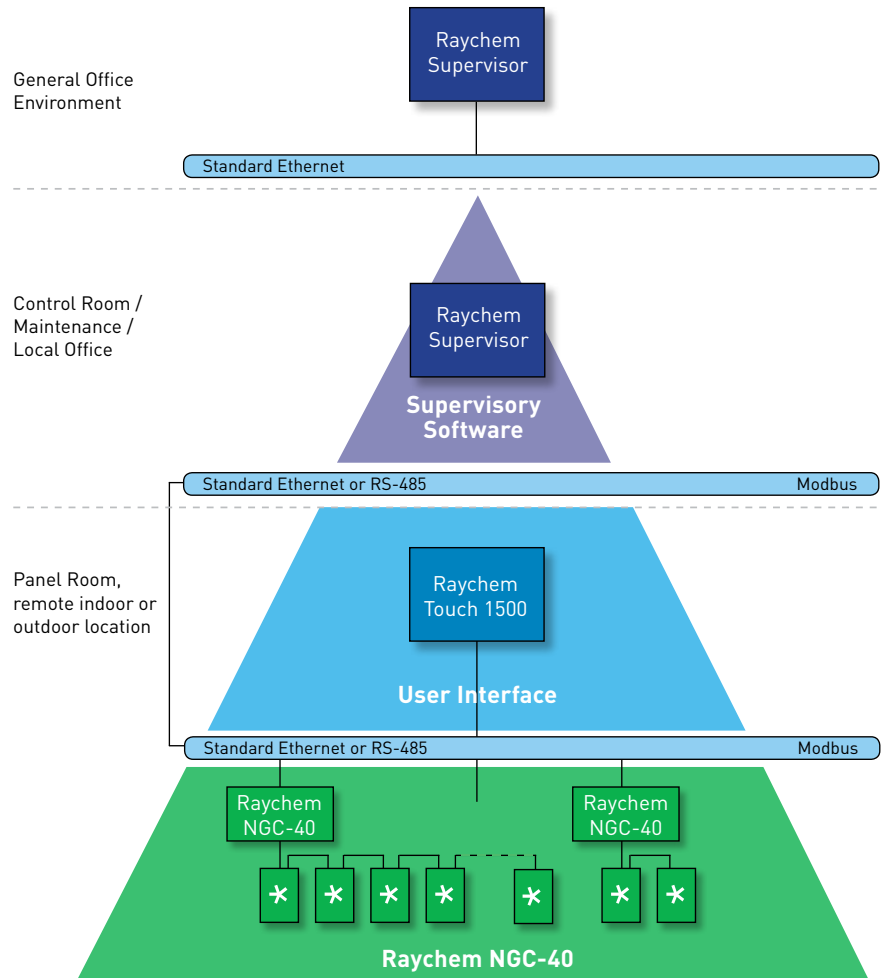 Raychem
Supervisor
General Office
Environment
Standard Ethernet
Control Room /
Maintenance /
Local Office
Raychem
Supervisor
Supervisory
Software
Standard Ethernet or RS-485 Modbus
Panel Room,
remote indoor or
outdoor location
Raychem
Touch 1500
User Interface
Standard Ethernet or RS-485 Modbus
Raychem
NGC-40
Raychem
NGC-40
* * * * * * *
Raychem NGC-40